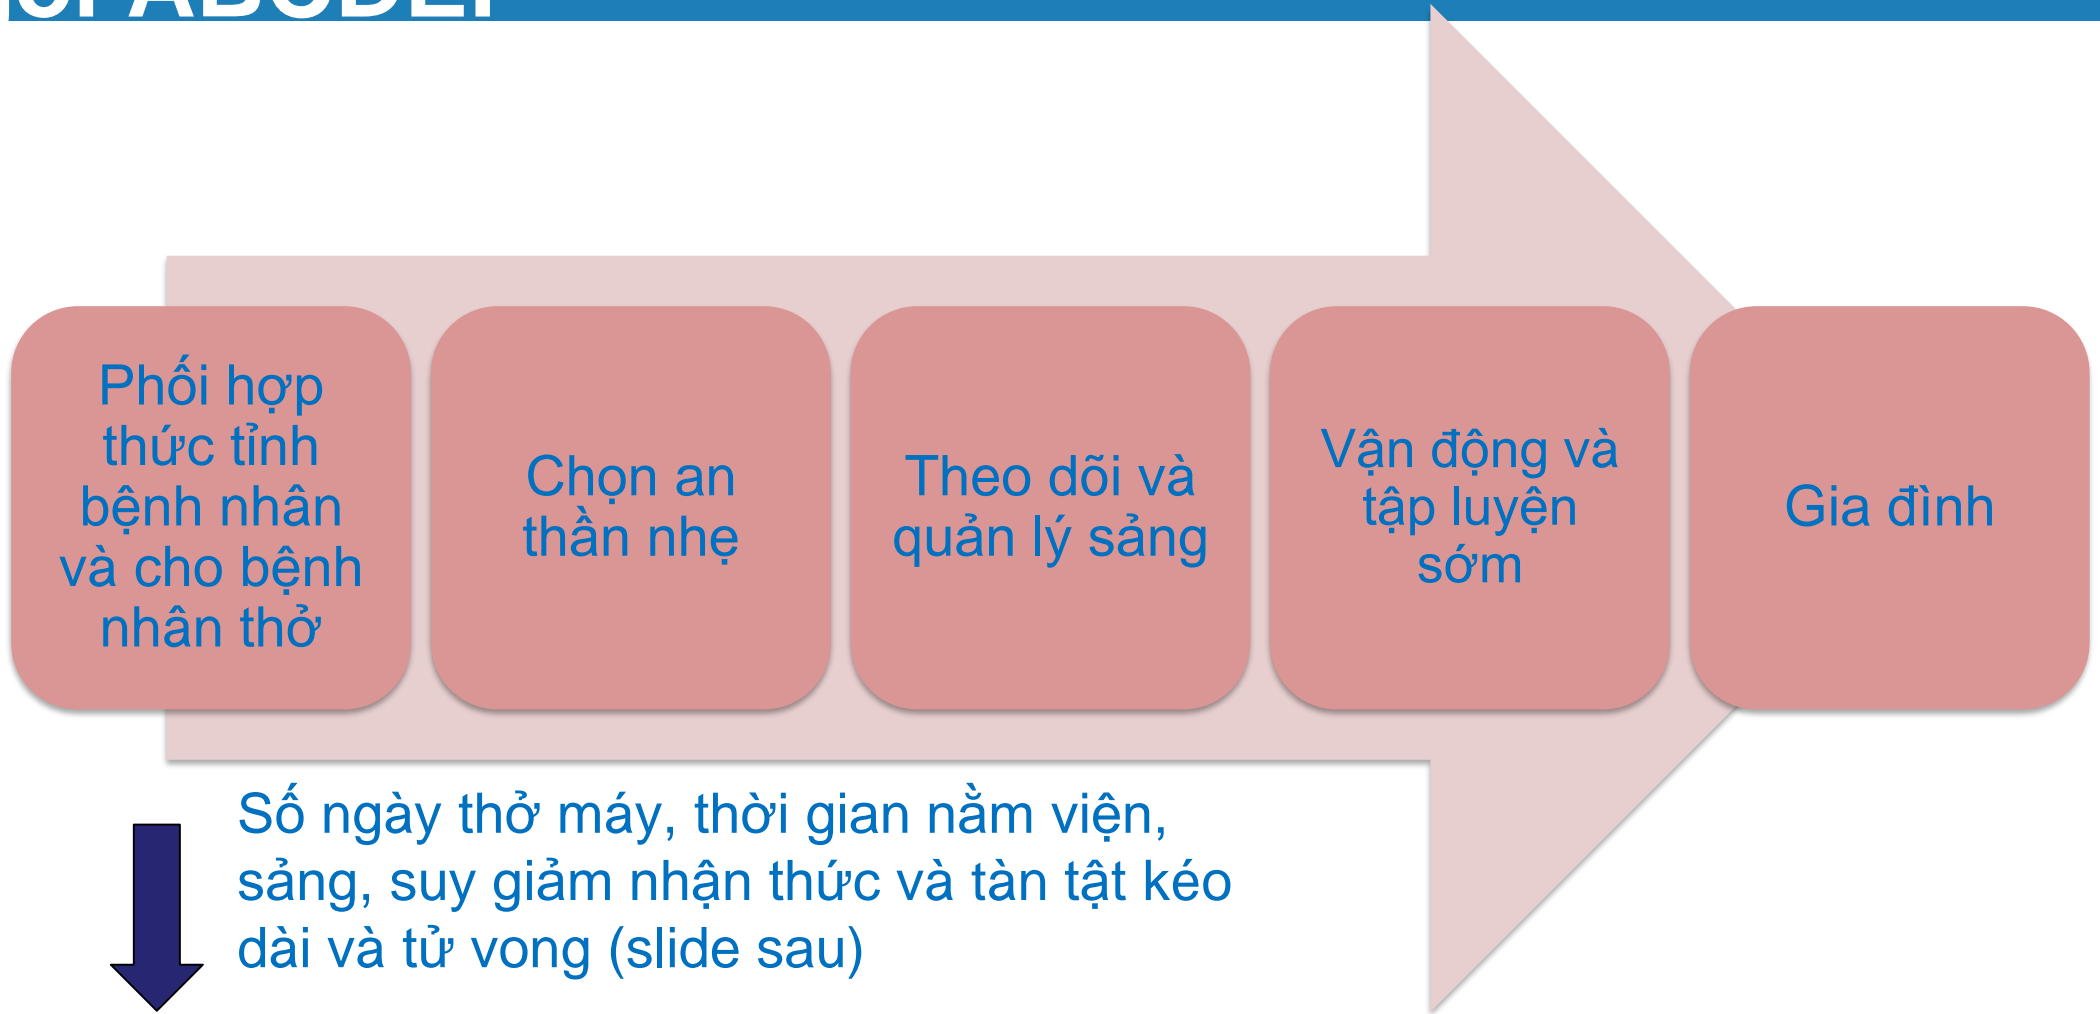 ABCDEF
Phối hợp
thức tỉnh
bệnh nhân
và cho bệnh
nhân thở
Chọn an
thần nhẹ
Theo dõi và
quản lý sảng
Vận động và
tập luyện
sớm
Gia đình
Số ngày thở máy, thời gian nằm viện,
sảng, suy giảm nhận thức và tàn tật kéo
dài và tử vong (slide sau)